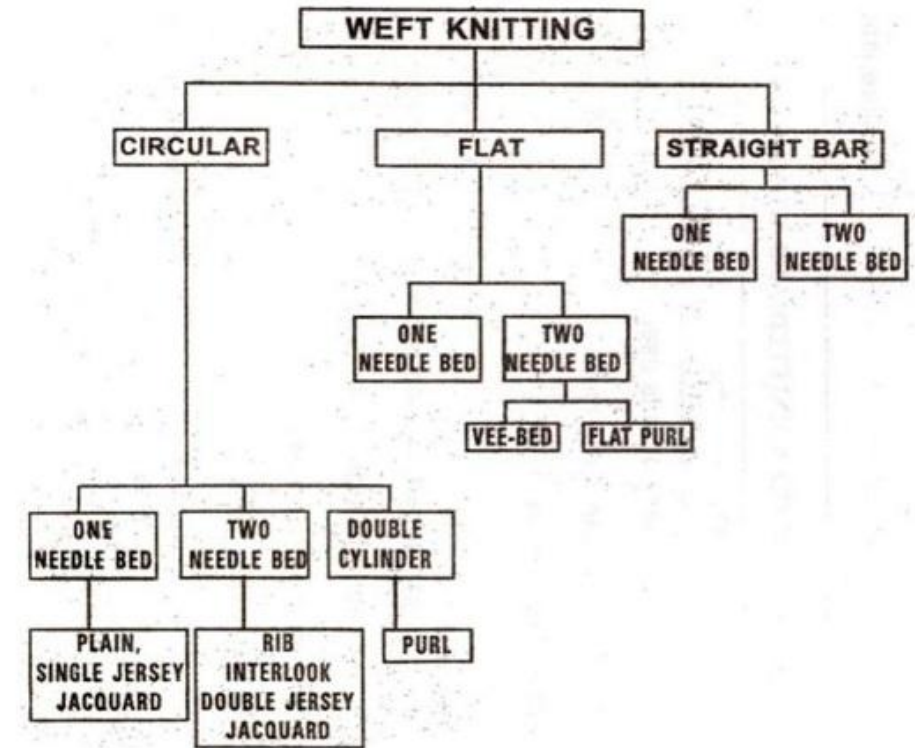 WEFT KNITTING
CIRCULAR
FLAT
STRAIGHT BAR
ONE
NEEDLE BED
TWO
NEEDLE BED
ONE
NEEDLE BED
TWO
NEEDLE BED
VEE-BED
FLAT PURL
ONE
NEEDLE BED
TWO
NEEDLE BED
DOUBLE
CYLINDER
PLAIN,
SINGLE JERSEY
JACQUARD
RIB
INTERLOOK
DOUBLE JERSEY
JACQUARD
PURL